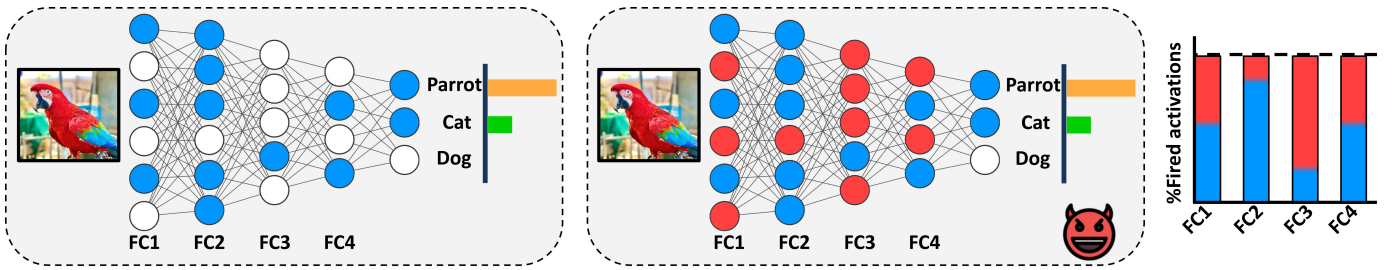 Parrot
Cat
Dog
FC1 FC2 FC3 FC4
Parrot
Cat
Dog
FC1 FC2 FC3 FC4
%Fired activations
FC1 FC2 FC3 FC4